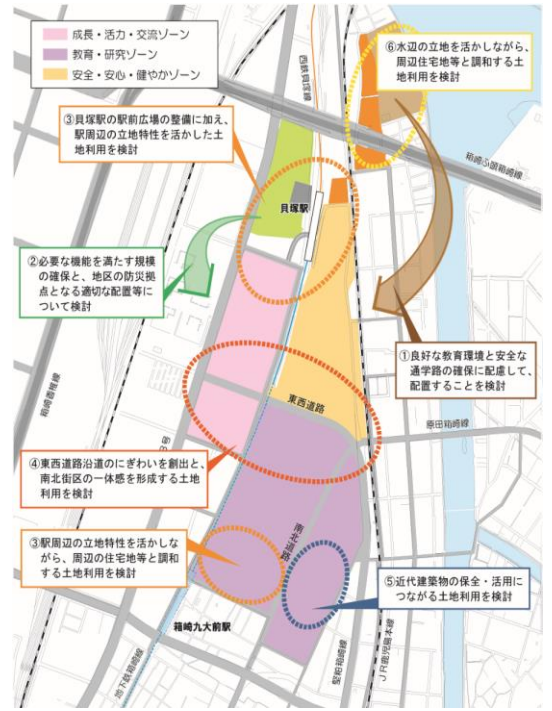 成長・活力・交流ゾーン
教育・研究ゾーン
安全・安心・健やかゾーン
⑥水辺の立地を活かしながら、
周辺住宅地等と調和する土
地利用を検討
西鉄貝塚線
③貝塚駅の駅前広場の整備に加え、
駅周辺の立地特性を活かした土
地利用を検討
箱崎ふ頭箱崎線
貝塚駅
②必要な機能を満たす規模
の確保と、地区の防災拠
点となる適切な配置等に
ついて検討
①良好な教育環境と安全な
通学路の確保に配慮して、
配置することを検討
箱崎香椎線
東西道路
原田箱崎線
3号
④東西道路沿道のにぎわいを創出と、
南北街区の一体感を形成する土地
利用を検討
南北道路
③駅周辺の立地特性を活かしなが
ら、周辺の住宅地等と調和
する土地利用を検討
⑤近代建築物の保全・活用に
つながる土地利用を検討
箱崎九大前駅
地下鉄箱崎線
堅粕箱崎線
JR鹿児島本線